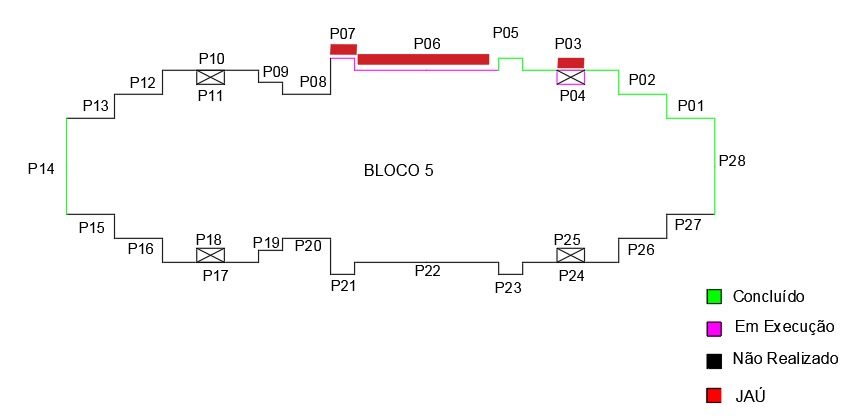 P07
P06
P05
P03
P10
P09
P08
P12
P11
P13
P04
P02
P01
P14
BLOCO 5
P28
P15
P16
P18
P17
P19
P20
P21
P22
P23
P25
P24
P26
P27
Concluído
Em Execução
Não Realizado
JAÚ